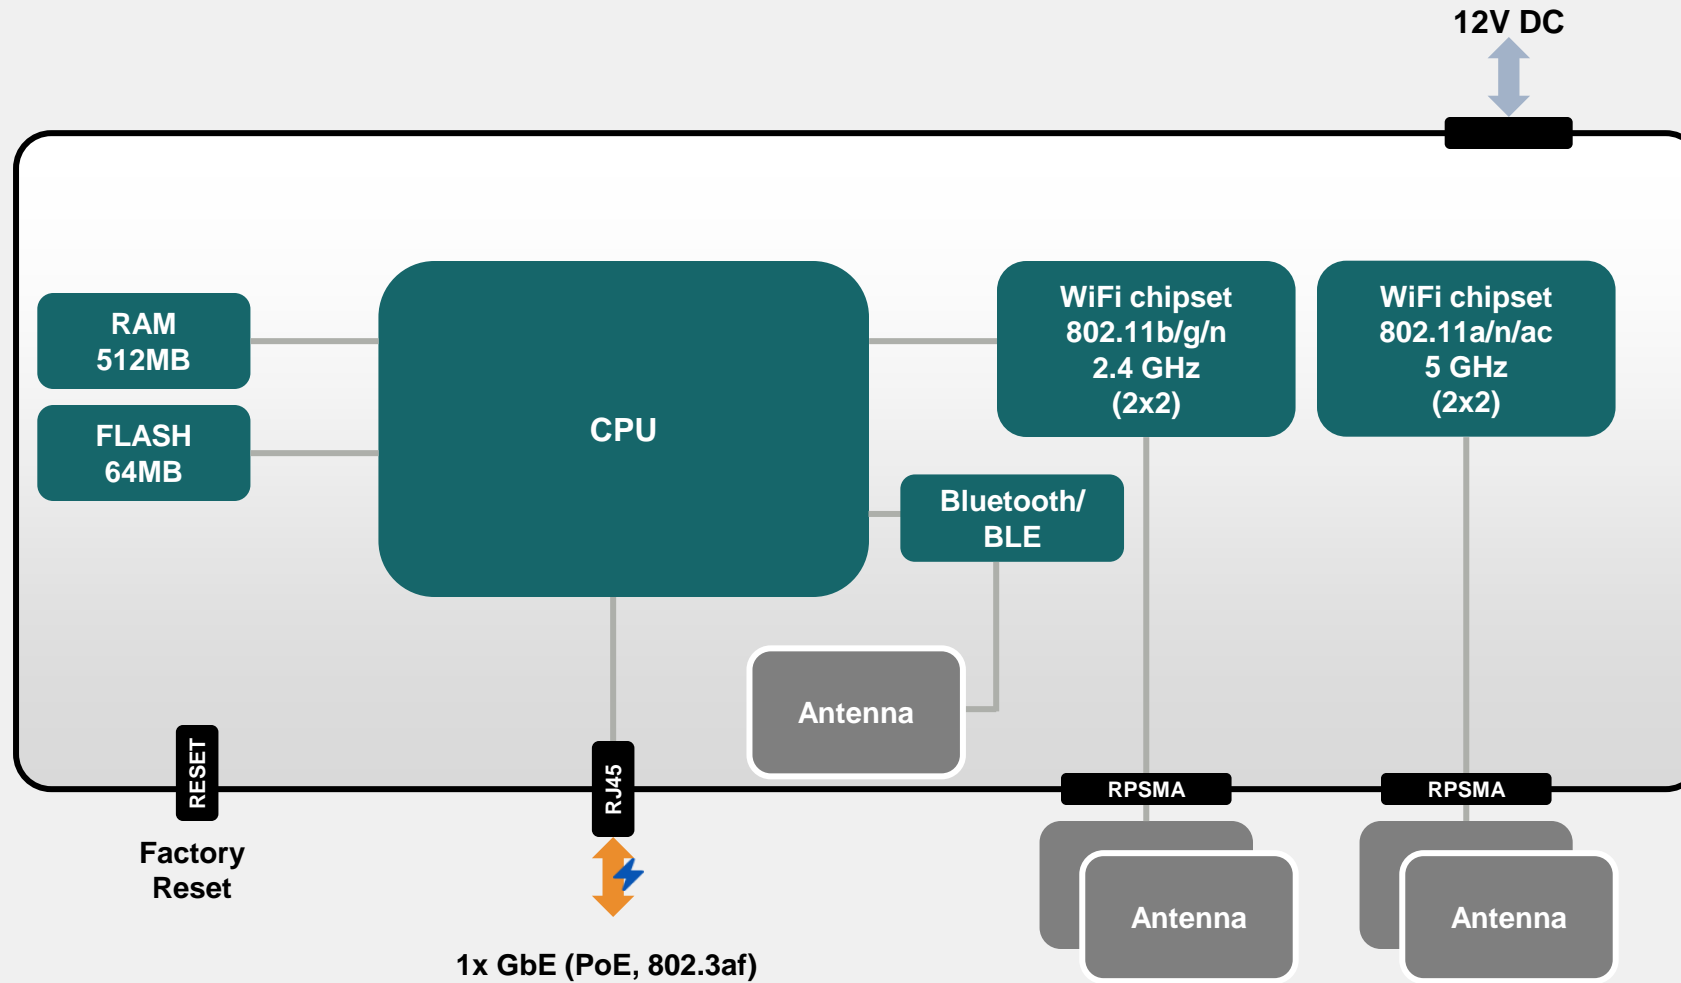 12V DC
RAM
512MB
FLASH
64MB
CPU
WiFi chipset
802.11b/g/n
2.4 GHz
(2x2)
WiFi chipset
802.11a/n/ac
5 GHz
(2x2)
Bluetooth/
BLE
Antenna
RESET
Factory
Reset
RJ45
1x GbE (PoE, 802.3af)
RPSMA
Antenna
RPSMA
Antenna